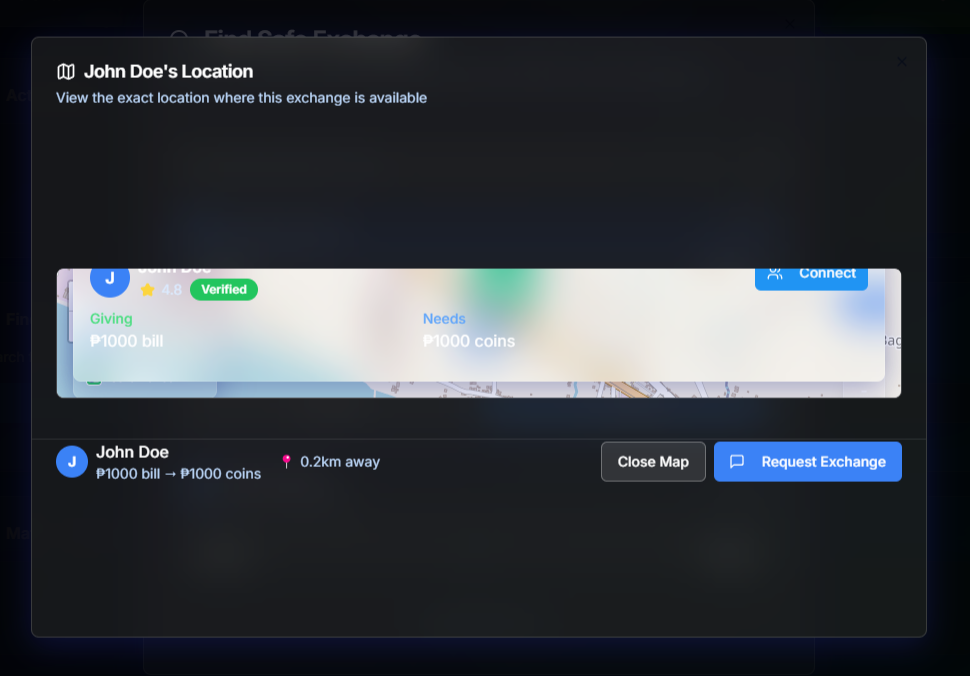 Find Safe Exchange
John Doe's Location
View the exact location where this exchange is available
J
John Doe
4.8
Verified
Connect
Giving
Needs
₱1000 bill
₱1000 coins
J
John Doe
₱1000 bill → ₱1000 coins
0.2km away
Close Map
Request Exchange